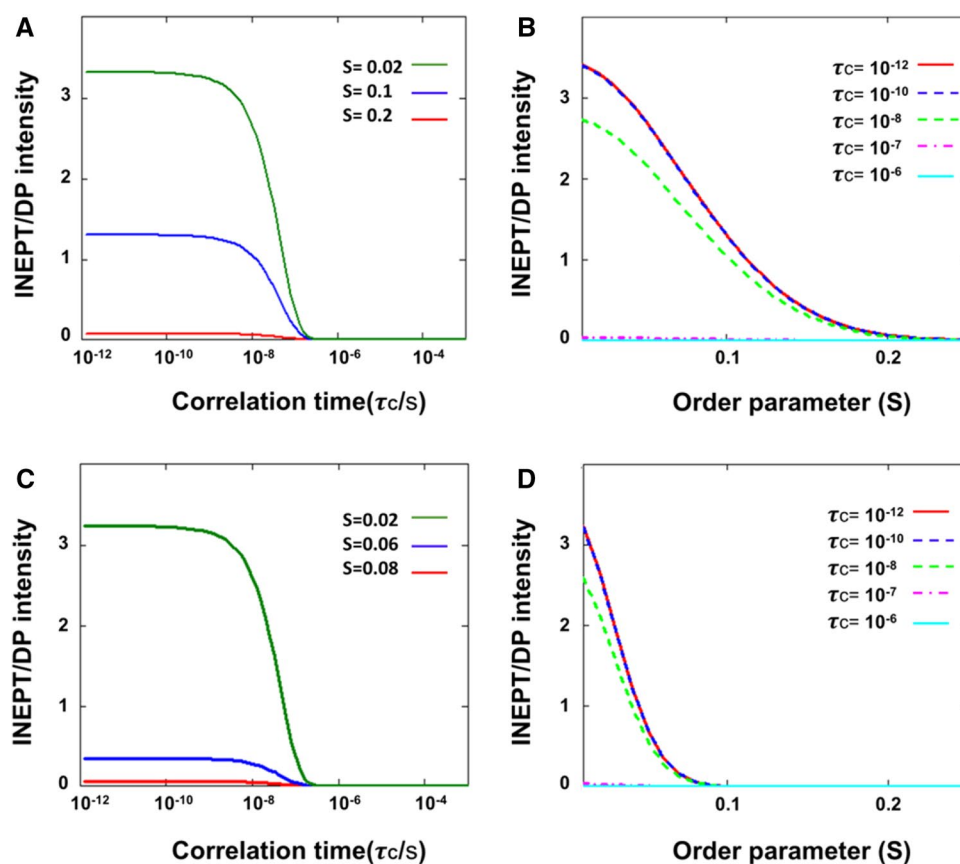 A
INEPT/DP intensity
3
2
1
0
S= 0.02
S= 0.1
S= 0.2
10-12
10-10
10-8
10-6
10-4
Correlation time(τc/s)
B
INEPT/DP intensity
3
2
1
0
τc= 10-12
τc= 10-10
τc= 10-8
τc= 10-7
τc= 10-6
0.1
0.2
Order parameter (S)
C
INEPT/DP intensity
3
2
1
0
S=0.02
S=0.06
S=0.08
10-12
10-10
10-8
10-6
10-4
Correlation time(τc/s)
D
INEPT/DP intensity
3
2
1
0
τc= 10-12
τc= 10-10
τc= 10-8
τc= 10-7
τc= 10-6
0.1
0.2
Order parameter (S)